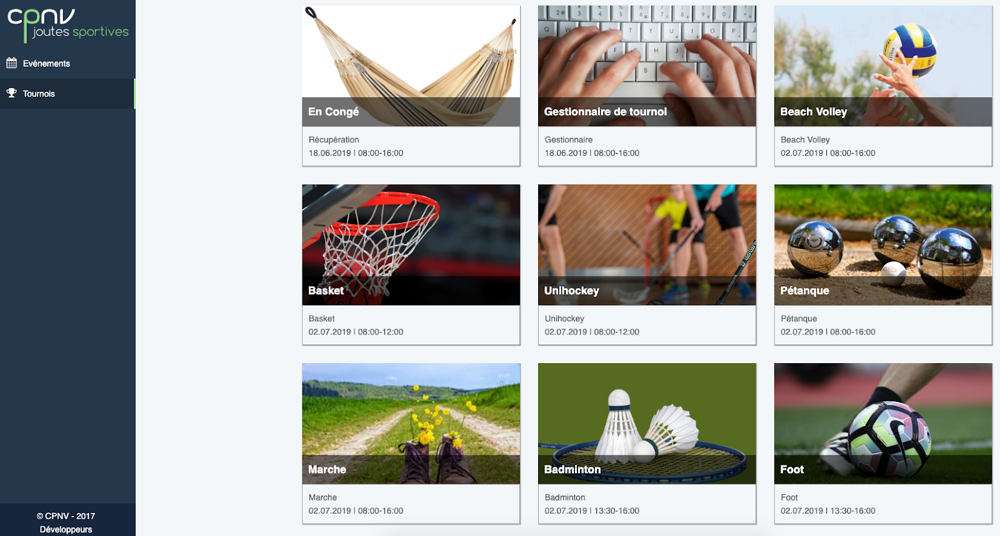 cpnv
joutes sportives
Evénements
Tournois
© CPNV - 2017
Développeurs
En Congé
Récupération
18.06.2019 | 08:00-16:00
Gestionnaire de tournoi
Gestionnaire
18.06.2019 | 08:00-16:00
Beach Volley
Beach Volley
02.07.2019 | 08:00-16:00
Basket
Basket
02.07.2019 | 08:00-12:00
Unihockey
Unihockey
02.07.2019 | 08:00-12:00
Pétanque
Pétanque
02.07.2019 | 08:00-16:00
Marche
Marche
02.07.2019 | 08:00-16:00
Badminton
Badminton
02.07.2019 | 13:30-16:00
Foot
Foot
02.07.2019 | 13:30-16:00